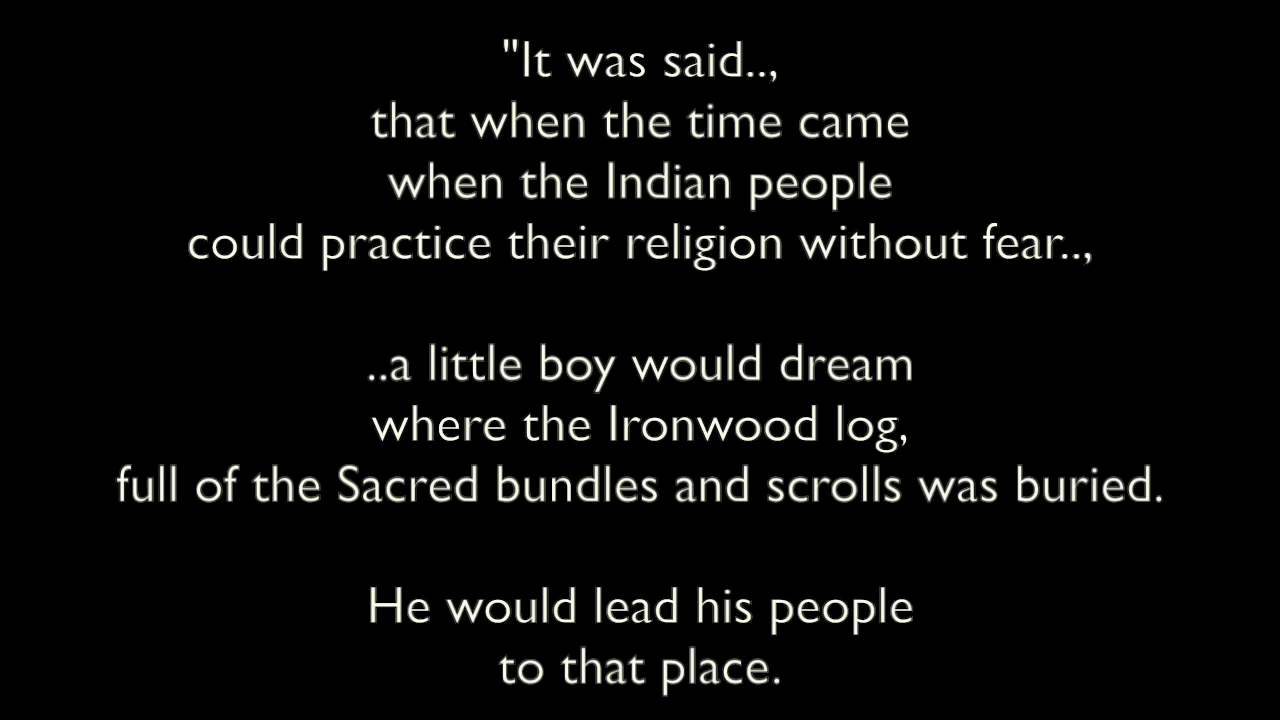 "It was said..,
that when the time came
when the Indian people
could practice their religion without fear..,
..a little boy would dream
where the Ironwood log,
full of the Sacred bundles and scrolls was buried.
He would lead his people
to that place.